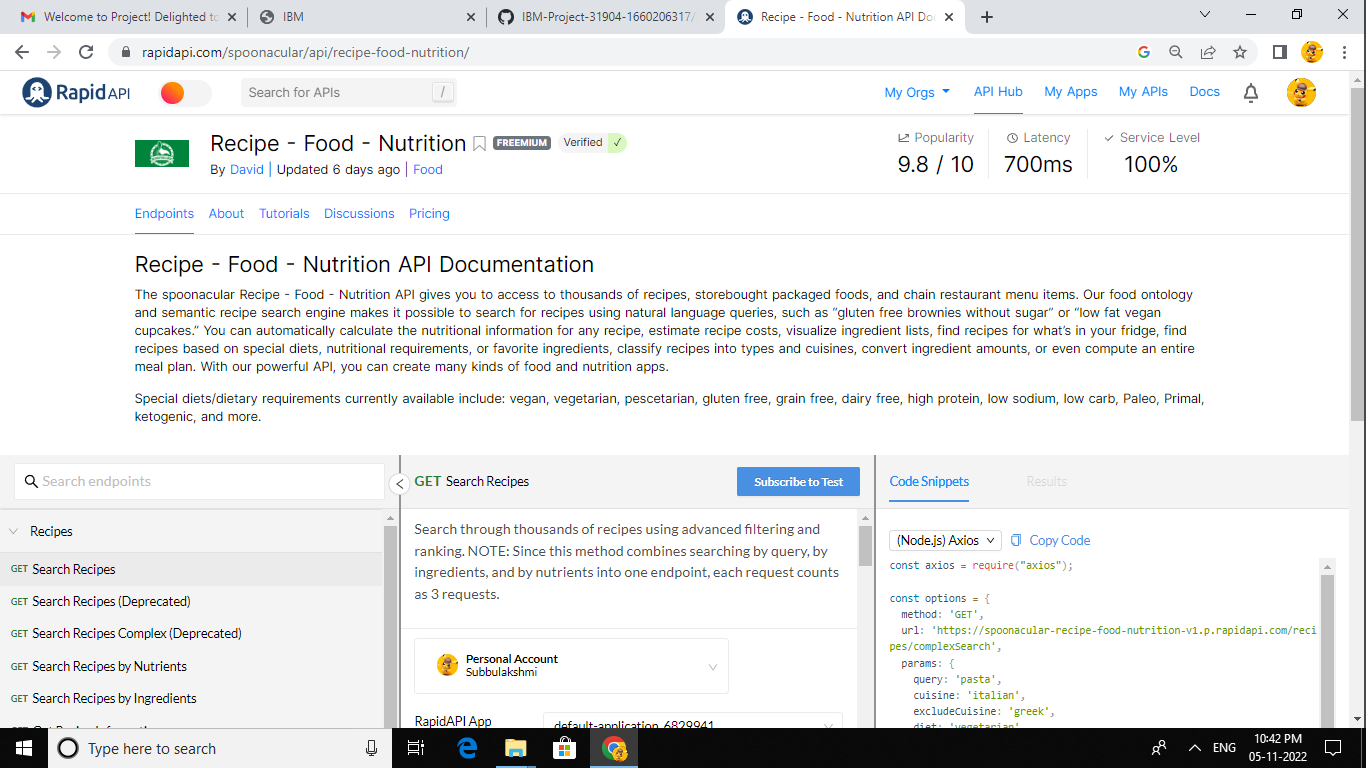 Welcome to Project! Delighted to
IBM
IBM-Project-31904-1660206317/
Recipe - Food - Nutrition API Do
rapidapi.com/spoonacular/api/recipe-food-nutrition/
Rapid API
Search for APIs
/
My Orgs
API Hub
My Apps
My APIs
Docs
Recipe - Food - Nutrition
FREEMIUM
Verified ✓
By David | Updated 6 days ago | Food
Popularity
9.8 / 10
Latency
700ms
Service Level
100%
Endpoints
About
Tutorials
Discussions
Pricing
Recipe - Food - Nutrition API Documentation
The spoonacular Recipe - Food - Nutrition API gives you to access to thousands of recipes, storebought packaged foods, and chain restaurant menu items. Our food ontology
and semantic recipe search engine makes it possible to search for recipes using natural language queries, such as "gluten free brownies without sugar" or "low fat vegan
cupcakes." You can automatically calculate the nutritional information for any recipe, estimate recipe costs, visualize ingredient lists, find recipes for what's in your fridge, find
recipes based on special diets, nutritional requirements, or favorite ingredients, classify recipes into types and cuisines, convert ingredient amounts, or even compute an entire
meal plan. With our powerful API, you can create many kinds of food and nutrition apps.
Special diets/dietary requirements currently available include: vegan, vegetarian, pescetarian, gluten free, grain free, dairy free, high protein, low sodium, low carb, Paleo, Primal,
ketogenic, and more.
Search endpoints
Recipes
GET Search Recipes
GET Search Recipes (Deprecated)
GET Search Recipes Complex (Deprecated)
GET Search Recipes by Nutrients
GET Search Recipes by Ingredients
GET Search Recipes
Subscribe to Test
Search through thousands of recipes using advanced filtering and
ranking. NOTE: Since this method combines searching by query, by
ingredients, and by nutrients into one endpoint, each request counts
as 3 requests.
Personal Account
Subbulakshmi
RapidAPI App
default-application_6829941
Code Snippets
Results
(Node.js) Axios
Copy Code
const axios = require("axios");
const options = {
method: 'GET',
url: 'https://spoonacular-recipe-food-nutrition-v1.p.rapidapi.com/reci
pes/complexSearch',
params: {
query: 'pasta',
cuisine: 'italian',
excludeCuisine: 'greek',
diet: 'vegetarian'
Type here to search
ENG
10:42 PM
05-11-2022